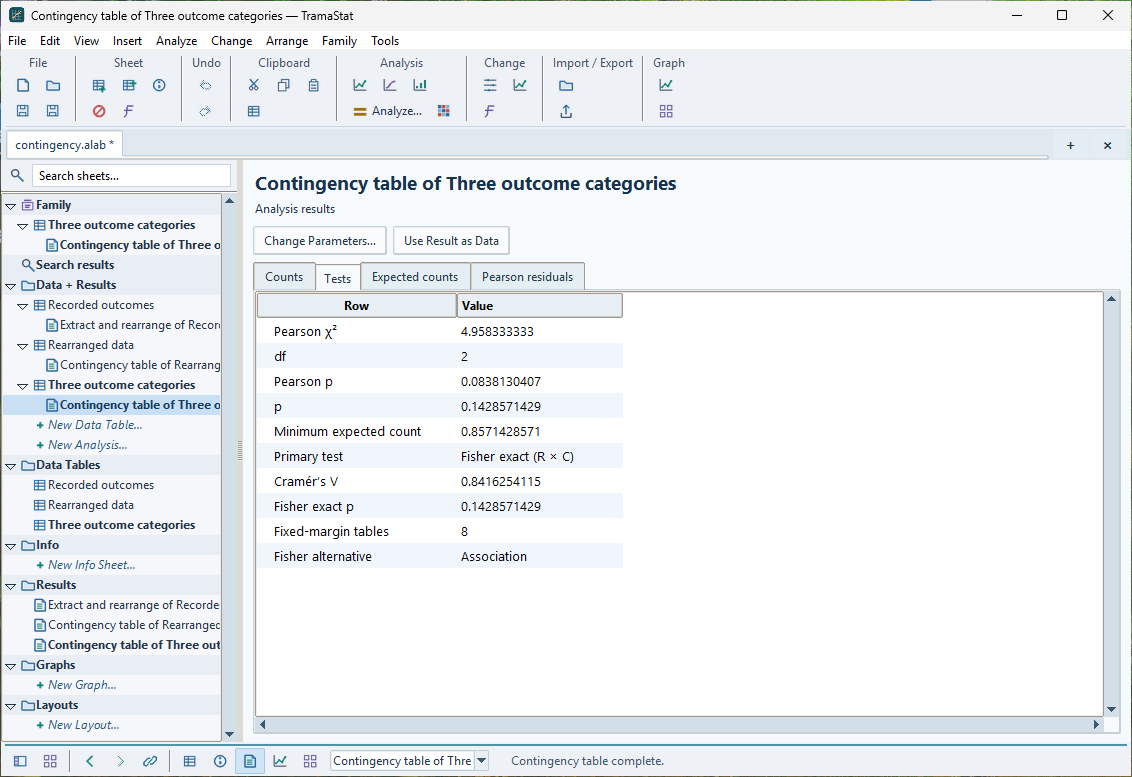 Contingency table of Three outcome categories — TramaStat
File Edit View Insert Analyze Change Arrange Family Tools
File Sheet Undo Clipboard Analysis Change Import / Export Graph
Analyze...
contingency.alab *
Search sheets...
Family
Three outcome categories
Contingency table of Three o
Search results
Data + Results
Recorded outcomes
Extract and rearrange of Recor
Rearranged data
Contingency table of Rearrang
Three outcome categories
Contingency table of Three o
New Data Table...
New Analysis...
Data Tables
Recorded outcomes
Rearranged data
Three outcome categories
Info
New Info Sheet...
Results
Extract and rearrange of Recorde
Contingency table of Rearranged
Contingency table of Three out
Graphs
New Graph...
Layouts
New Layout...
Contingency table of Three outcome categories
Analysis results
Change Parameters... Use Result as Data
Counts Tests Expected counts Pearson residuals
Row Value
Pearson χ² 4.958333333
df 2
Pearson p 0.0838130407
p 0.1428571429
Minimum expected count 0.8571428571
Primary test Fisher exact (R × C)
Cramér's V 0.8416254115
Fisher exact p 0.1428571429
Fixed-margin tables 8
Fisher alternative Association
Contingency table of Thre
Contingency table complete.